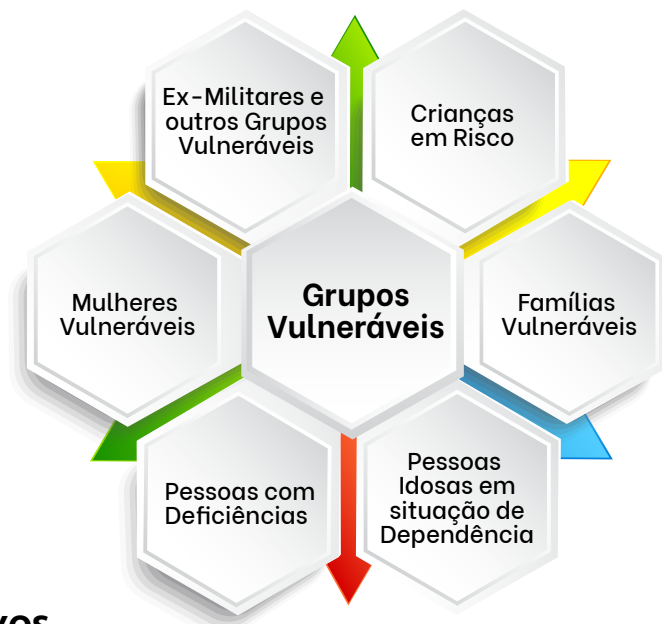 Ex-Militares e
outros Grupos
Vulneráveis
Crianças
em Risco
Mulheres
Vulneráveis
Grupos
Vulneráveis
Famílias
Vulneráveis
Pessoas com
Deficiências
Pessoas
Idosas em
situação de
Dependência